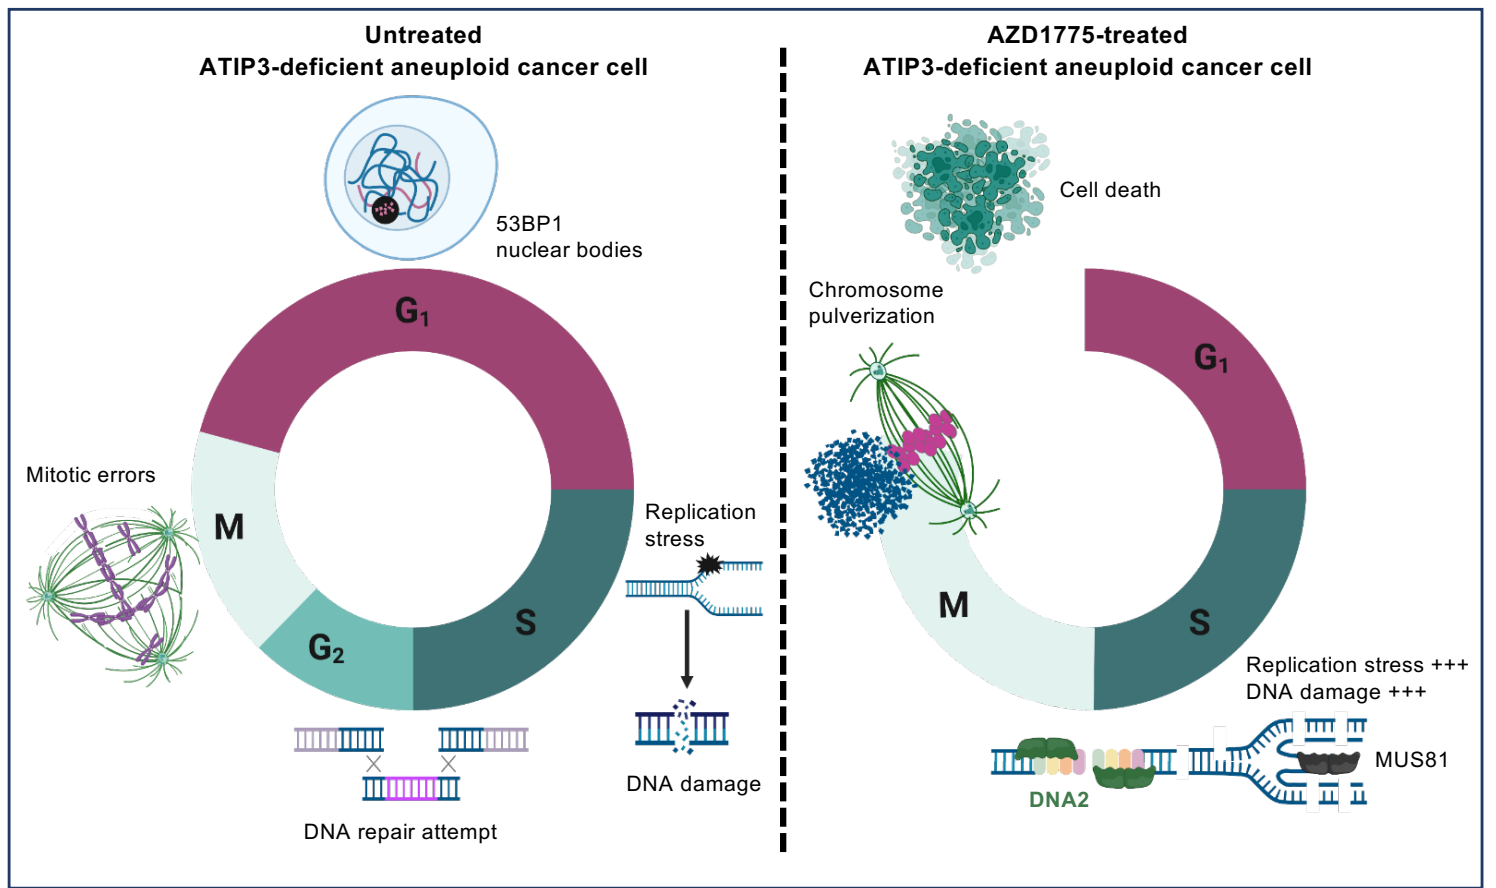 Untreated
ATIP3-deficient aneuploid cancer cell
53BP1
nuclear bodies
G₁
Mitotic errors
M
G₂
S
Replication
stress
DNA damage
DNA repair attempt
AZD1775-treated
ATIP3-deficient aneuploid cancer cell
Cell death
Chromosome
pulverization
G₁
M
S
Replication stress +++
DNA damage +++
MUS81
DNA2